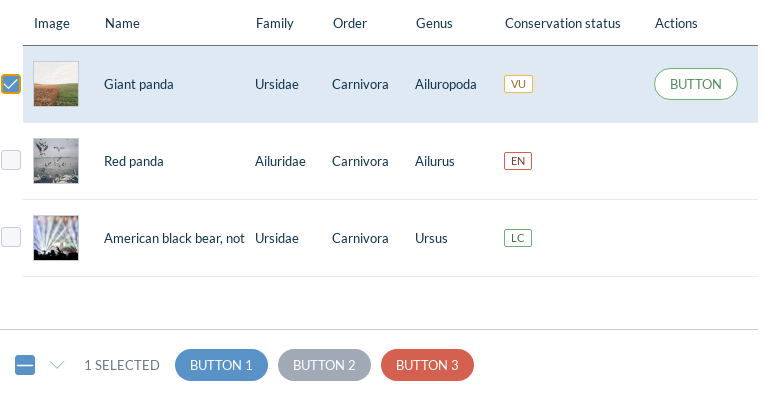 Image Name Family Order Genus Conservation status Actions
Giant panda Ursidae Carnivora Ailuropoda VU BUTTON
Red panda Ailuridae Carnivora Ailurus EN
American black bear, not Ursidae Carnivora Ursus LC
1 SELECTED BUTTON 1 BUTTON 2 BUTTON 3